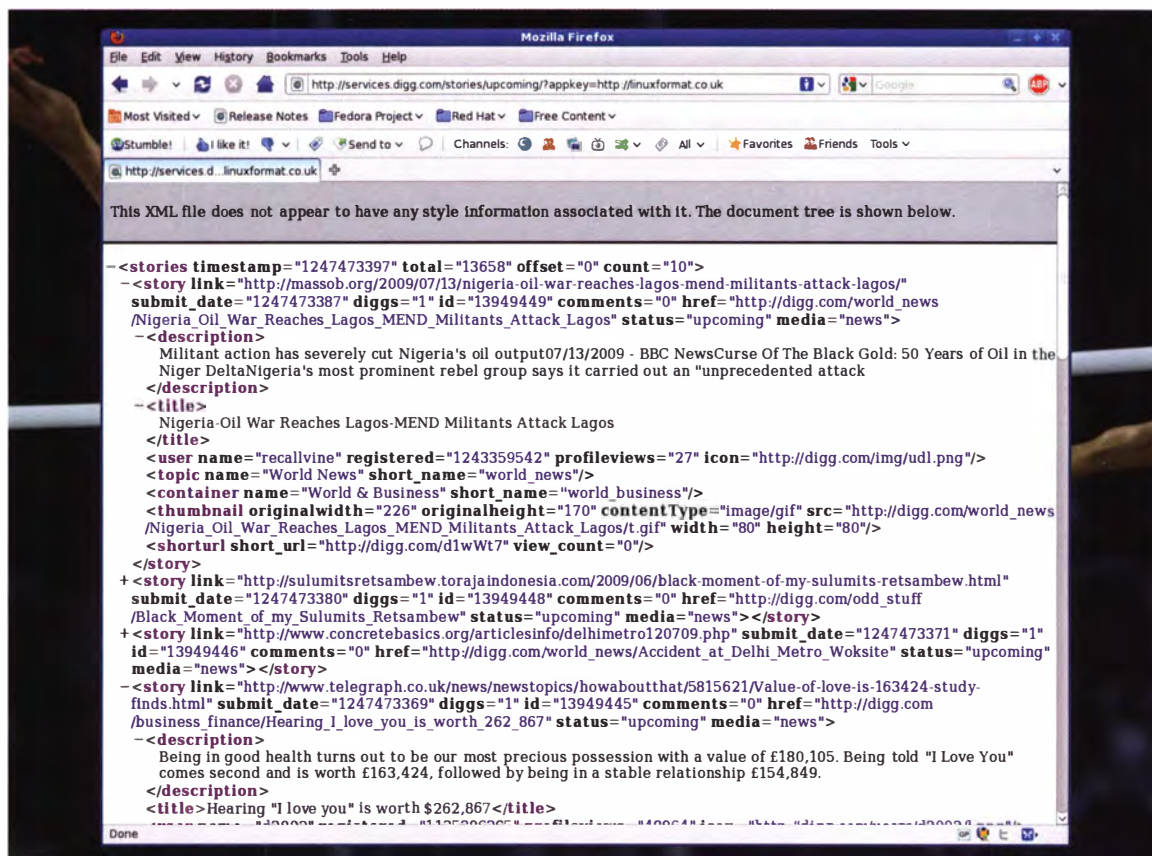 Mozilla Firefox
File Edit View History Bookmarks Tools Help
http://services.digg.com/stories/upcoming/?appkey=http://linuxformat.co.uk
Google
ABP
Most Visited Release Notes Fedora Project Red Hat Free Content
Stumble! I like it! Send to Channels: All Favorites Friends Tools
http://services.d...linuxformat.co.uk
This XML file does not appear to have any style information associated with it. The document tree is shown below.
−<stories timestamp="1247473397" total="13658" offset="0" count="10">
−<story link="http://massob.org/2009/07/13/nigeria-oil-war-reaches-lagos-mend-militants-attack-lagos/"
submit_date="1247473387" diggs="1" id="13949449" comments="0" href="http://digg.com/world_news
/Nigeria_Oil_War_Reaches_Lagos_MEND_Militants_Attack_Lagos" status="upcoming" media="news">
−<description>
Militant action has severely cut Nigeria's oil output07/13/2009 - BBC NewsCurse Of The Black Gold: 50 Years of Oil in the
Niger DeltaNigeria's most prominent rebel group says it carried out an "unprecedented attack
</description>
−<title>
Nigeria-Oil War Reaches Lagos-MEND Militants Attack Lagos
</title>
<user name="recallvine" registered="1243359542" profileviews="27" icon="http://digg.com/img/udl.png"/>
<topic name="World News" short_name="world_news"/>
<container name="World & Business" short_name="world_business"/>
<thumbnail originalwidth="226" originalheight="170" contentType="image/gif" src="http://digg.com/world_news
/Nigeria_Oil_War_Reaches_Lagos_MEND_Militants_Attack_Lagos/t.gif" width="80" height="80"/>
<shorturl short_url="http://digg.com/d1wWt7" view_count="0"/>
</story>
+<story link="http://sulumitsretsambew.torajaindonesia.com/2009/06/black-moment-of-my-sulumits-retsambew.html"
submit_date="1247473380" diggs="1" id="13949448" comments="0" href="http://digg.com/odd_stuff
/Black_Moment_of_my_Sulumits_Retsambew" status="upcoming" media="news"></story>
+<story link="http://www.concretebasics.org/articlesinfo/delhimetro120709.php" submit_date="1247473371" diggs="1"
id="13949446" comments="0" href="http://digg.com/world_news/Accident_at_Delhi_Metro_Woksite" status="upcoming"
media="news"></story>
−<story link="http://www.telegraph.co.uk/news/newstopics/howaboutthat/5815621/Value-of-love-is-163424-study-
finds.html" submit_date="1247473369" diggs="1" id="13949445" comments="0" href="http://digg.com
/business_finance/Hearing_I_love_you_is_worth_262_867" status="upcoming" media="news">
−<description>
Being in good health turns out to be our most precious possession with a value of £180,105. Being told "I Love You"
comes second and is worth £163,424, followed by being in a stable relationship £154,849.
</description>
<title>Hearing "I love you" is worth $262,867</title>
Done